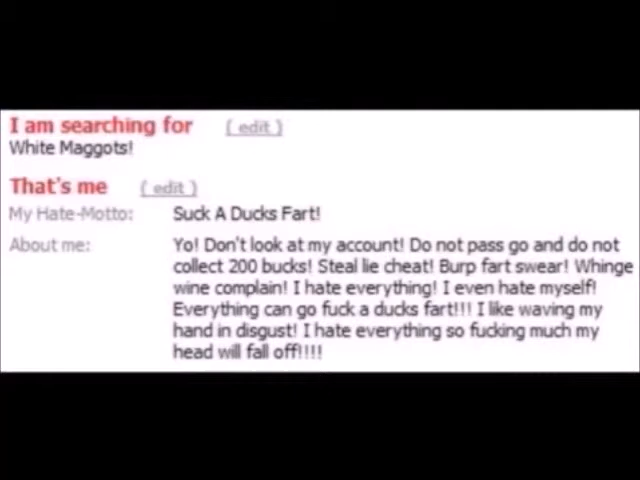 I am searching for ( edit )
White Maggots!
That's me ( edit )
My Hate-Motto: Suck A Ducks Fart!
About me: Yo! Don't look at my account! Do not pass go and do not
collect 200 bucks! Steal lie cheat! Burp fart swear! Whinge
wine complain! I hate everything! I even hate myself!
Everything can go fuck a ducks fart!!! I like waving my
hand in disgust! I hate everything so fucking much my
head will fall off!!!!